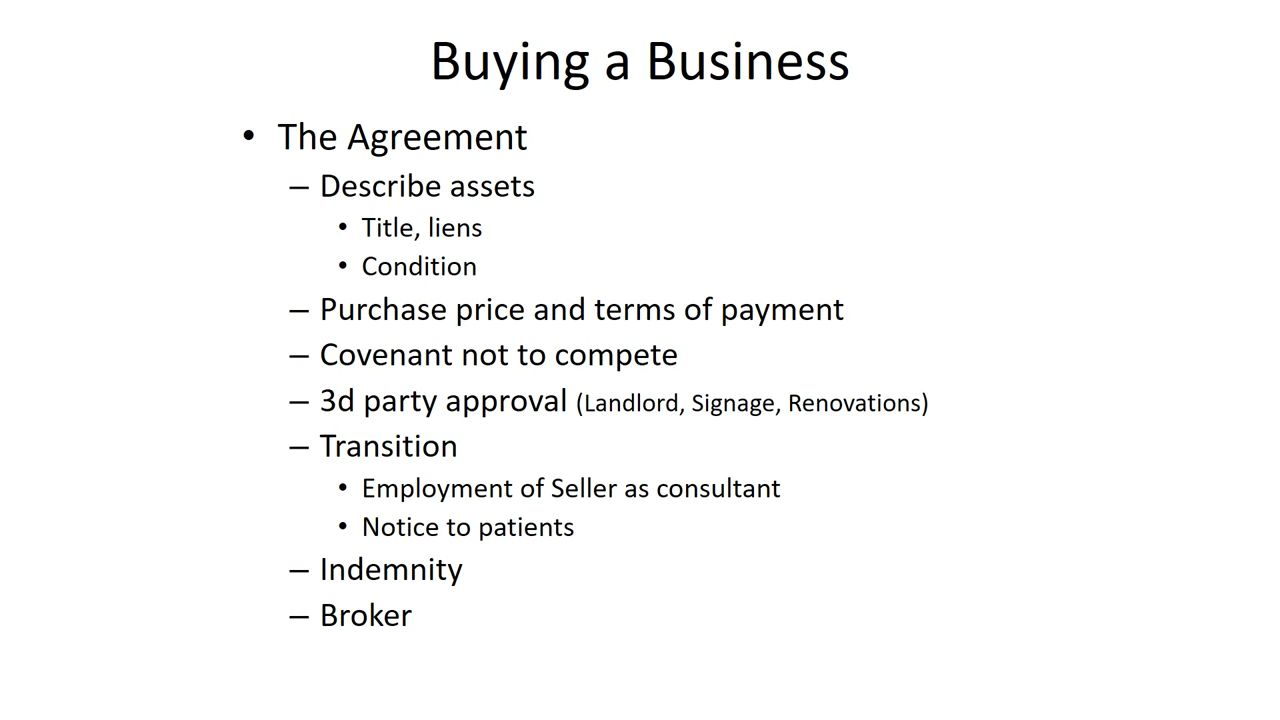 Buying a Business
• The Agreement
– Describe assets
• Title, liens
• Condition
– Purchase price and terms of payment
– Covenant not to compete
– 3d party approval (Landlord, Signage, Renovations)
– Transition
• Employment of Seller as consultant
• Notice to patients
– Indemnity
– Broker